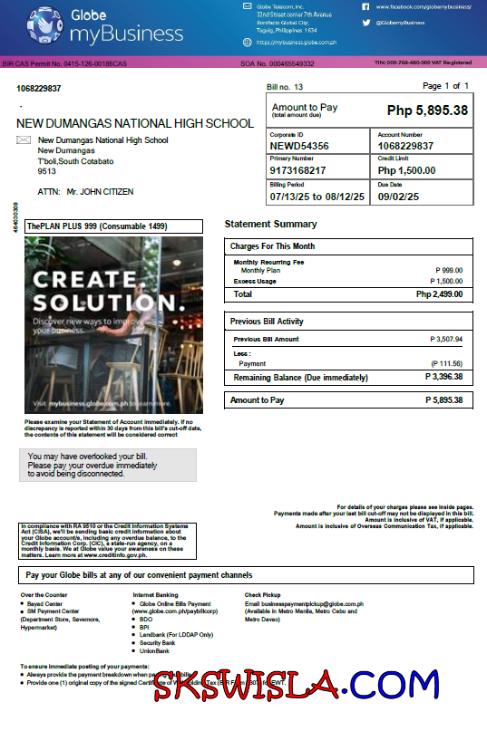 Globe
myBusiness
Globe Telecom, Inc.
32nd Street corner 7th Avenue
Bonifacio Global City,
Taguig, Philippines 1634
https://mybusiness.globe.com.ph
www.facebook.com/globemybusiness/
@Globemybusiness
BIR CAS Permit No. 0415-126-00188CAS
SOA No. 000465549332
TIN: 000-768-480-000 VAT Registered
1068229837
Bill no. 13
Page 1 of 1
Amount to Pay
(total amount due)
Php 5,895.38
Corporate ID
NEWD54356
Account Number
1068229837
Primary Number
9173168217
Credit Limit
Php 1,500.00
Billing Period
07/13/25 to 08/12/25
Due Date
09/02/25
NEW DUMANGAS NATIONAL HIGH SCHOOL
New Dumangas National High School
New Dumangas
T'boli,South Cotabato
9513
ATTN: Mr. JOHN CITIZEN
ThePLAN PLUS 999 (Consumable 1499)
CREATE.
SOLUTION.
Discover new ways to improve
your business.
Visit mybusiness.globe.com.ph to learn more.
Statement Summary
Charges For This Month
Monthly Recurring Fee
Monthly Plan P 999.00
Excess Usage P 1,500.00
Total Php 2,499.00
Previous Bill Activity
Previous Bill Amount P 3,507.94
Less :
Payment (P 111.56)
Remaining Balance (Due immediately) P 3,396.38
Amount to Pay P 5,895.38
Please examine your Statement of Account immediately. If no
discrepancy is reported within 30 days from this bill's cut-off date,
the contents of this statement will be considered correct
You may have overlooked your bill.
Please pay your overdue immediately
to avoid being disconnected.
For details of your charges please see inside pages.
Payments made after your last bill cut-off may not be displayed in this bill.
Amount is inclusive of VAT, if applicable.
Amount is inclusive of Overseas Communication Tax, if applicable.
In compliance with RA 9510 or the Credit Information Systems
Act (CISA), we'll be sending basic credit information about
your Globe account/s, including any overdue balance, to the
Credit Information Corp. (CIC), a state-run agency, on a
monthly basis. We at Globe value your awareness on these
matters. Learn more at www.creditinfo.gov.ph.
Pay your Globe bills at any of our convenient payment channels
Over the Counter
• Bayad Center
• SM Payment Center
(Department Store, Savemore,
Hypermarket)
Internet Banking
• Globe Online Bills Payment
(www.globe.com.ph/paybillcorp)
• BDO
• BPI
• Landbank (For LDDAP Only)
• Security Bank
• UnionBank
Check Pickup
Email businesspaymentpickup@globe.com.ph
(Available in Metro Manila, Metro Cebu and
Metro Davao)
To ensure immediate posting of your payments:
• Always provide the payment breakdown when
• Provide one (1) original copy of the signed
SKSWISLA.COM